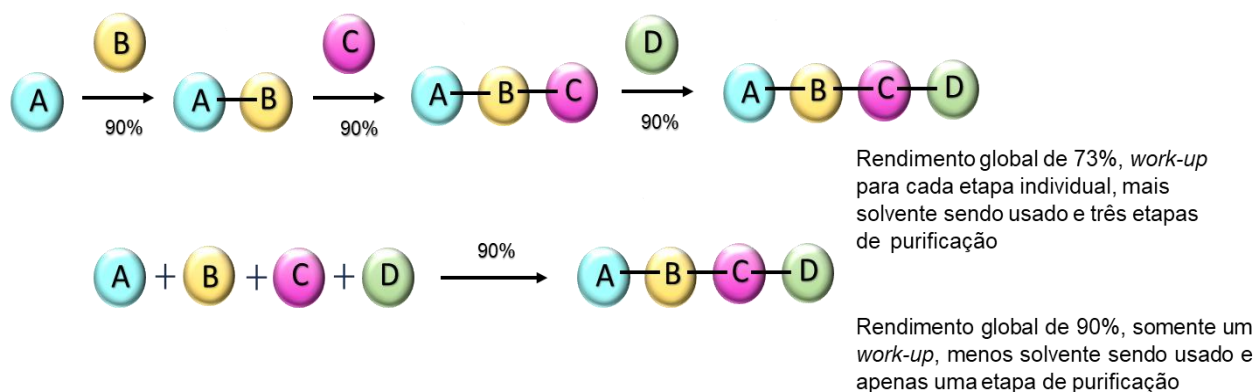 B C D
A A B A B C A B C D
90% 90% 90%
Rendimento global de 73%, work-up
para cada etapa individual, mais
solvente sendo usado e três etapas
de purificação
A + B + C + D 90% A B C D
Rendimento global de 90%, somente um
work-up, menos solvente sendo usado e
apenas uma etapa de purificação